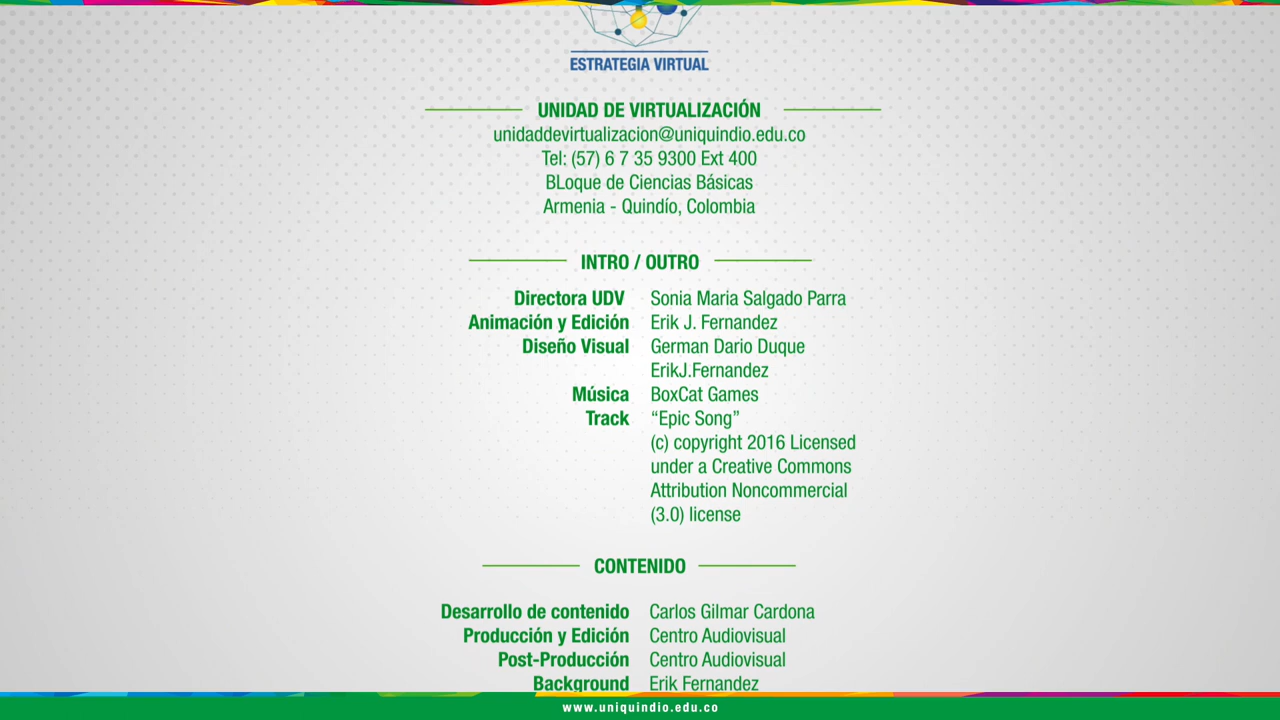 ESTRATEGIA VIRTUAL
UNIDAD DE VIRTUALIZACIÓN
unidaddevirtualizacion@uniquindio.edu.co
Tel: (57) 6 7 35 9300 Ext 400
BLoque de Ciencias Básicas
Armenia - Quindío, Colombia
INTRO / OUTRO
Directora UDV Sonia Maria Salgado Parra
Animación y Edición Erik J. Fernandez
Diseño Visual German Dario Duque
ErikJ.Fernandez
Música BoxCat Games
Track “Epic Song”
(c) copyright 2016 Licensed
under a Creative Commons
Attribution Noncommercial
(3.0) license
CONTENIDO
Desarrollo de contenido Carlos Gilmar Cardona
Producción y Edición Centro Audiovisual
Post-Producción Centro Audiovisual
Background Erik Fernandez
www.uniquindio.edu.co